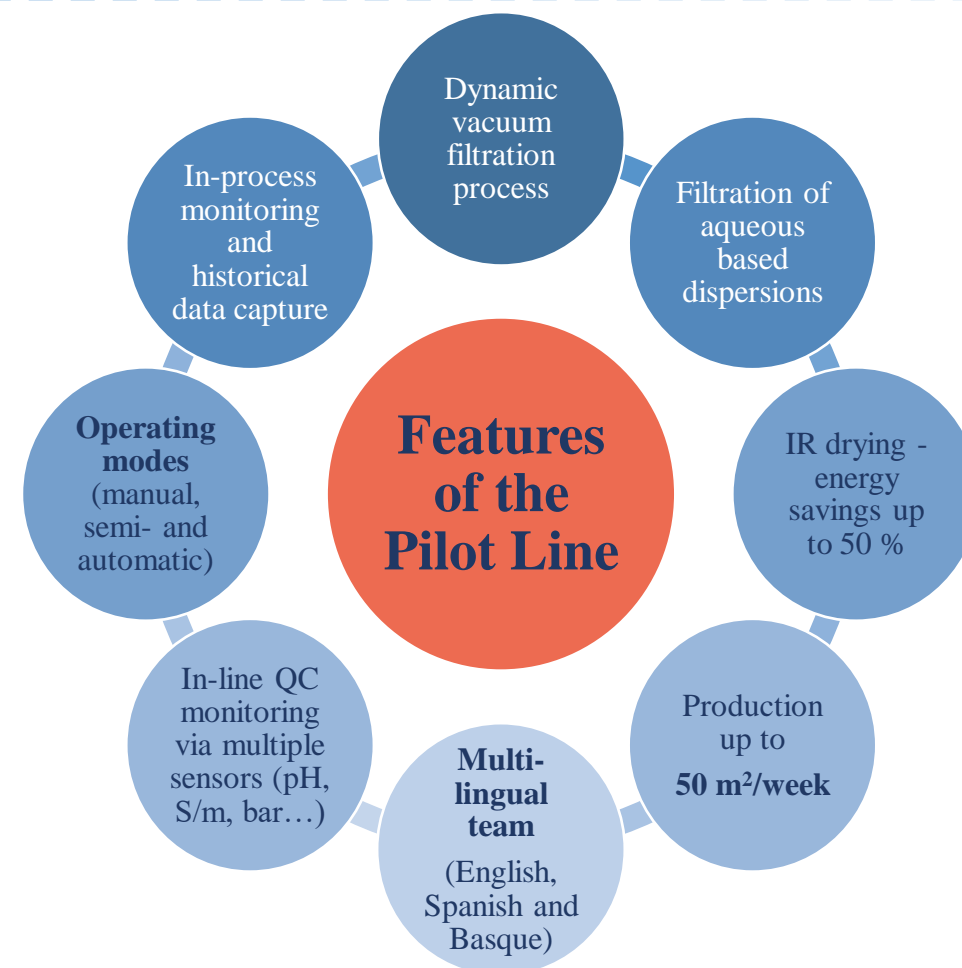 Dynamic
vacuum
filtration
process
Filtration of
aqueous
based
dispersions
IR drying -
energy
savings up
to 50 %
Production
up to
50 m²/week
Multi-
lingual
team
(English,
Spanish and
Basque)
In-line QC
monitoring
via multiple
sensors (pH,
S/m, bar…)
Operating
modes
(manual,
semi- and
automatic)
In-process
monitoring
and
historical
data capture
Features
of the
Pilot Line